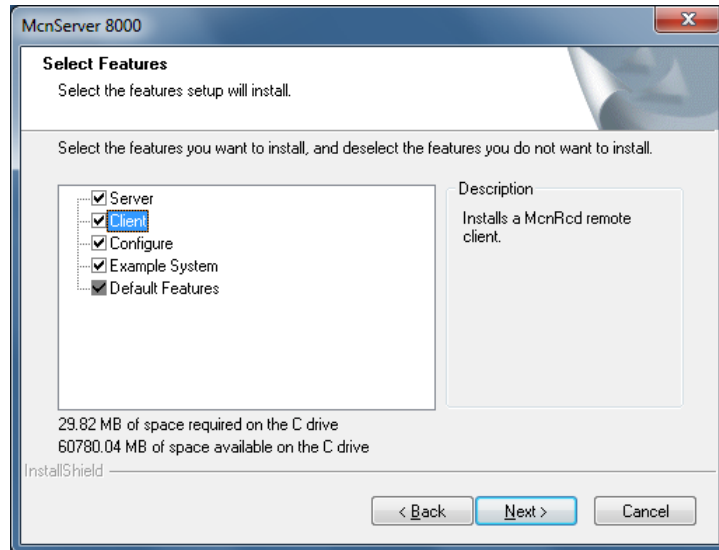 McnServer 8000
Select Features
Select the features setup will install.
Select the features you want to install, and deselect the features you do not want to install.
Server
Client
Configure
Example System
Default Features
Description
Installs a McnRcd remote
client.
29.82 MB of space required on the C drive
60780.04 MB of space available on the C drive
InstallShield
< Back
Next >
Cancel